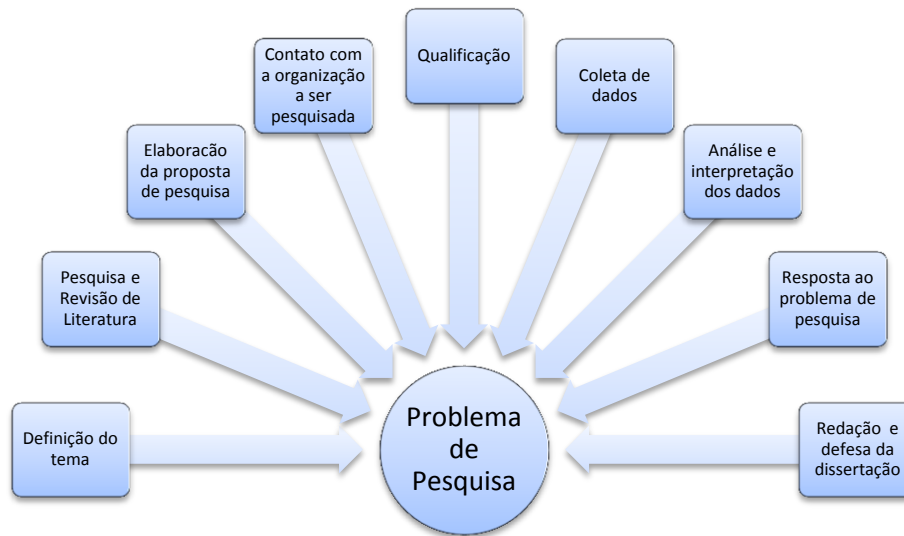 Definição do
tema
Pesquisa e
Revisão de
Literatura
Elaboracão
da proposta
de pesquisa
Contato com
a organização
a ser
pesquisada
Qualificação
Coleta de
dados
Análise e
interpretação
dos dados
Resposta ao
problema de
pesquisa
Redação e
defesa da
dissertação
Problema
de
Pesquisa